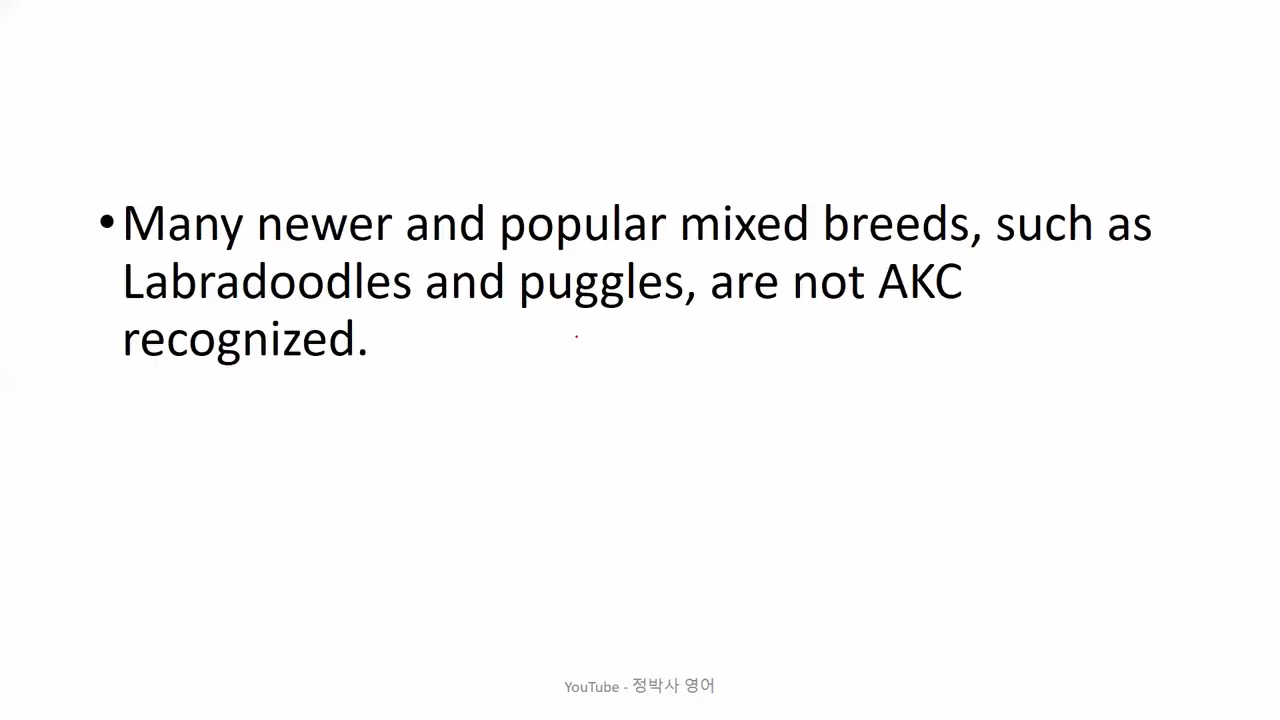 •Many newer and popular mixed breeds, such as
Labradoodles and puggles, are not AKC
recognized.
YouTube - 정박사 영어